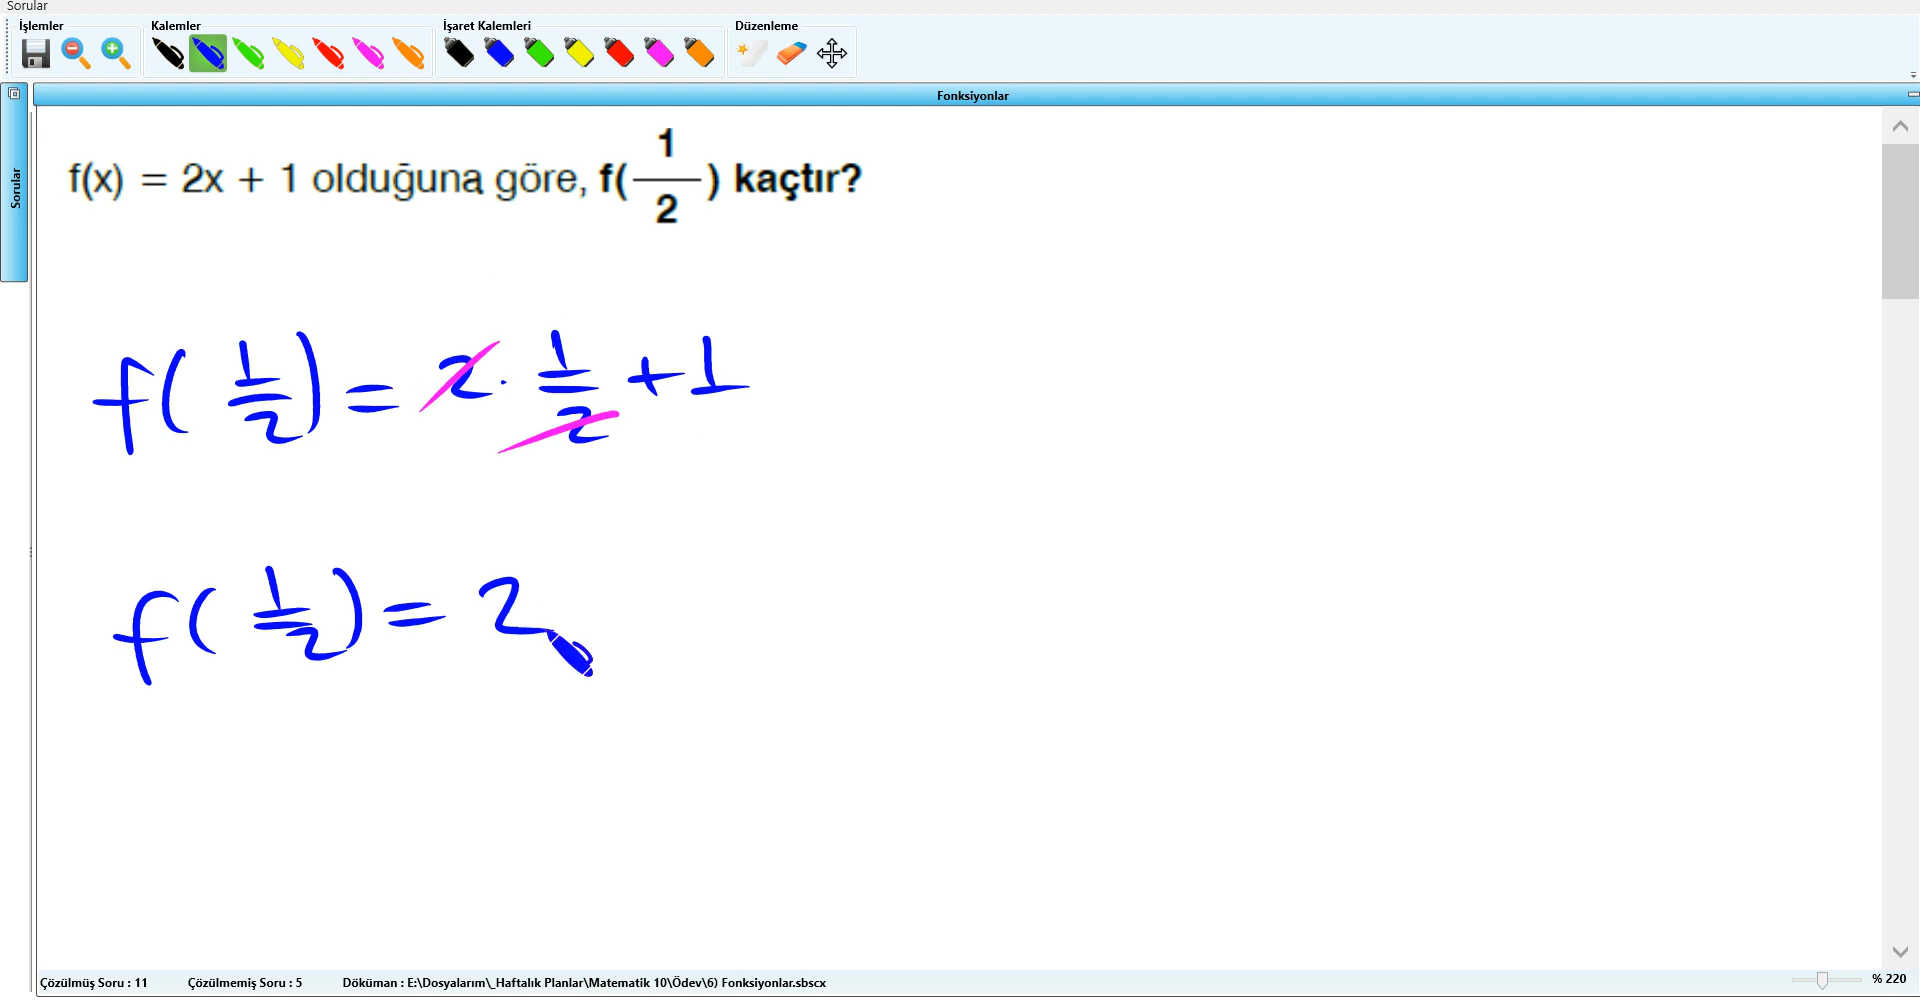 Sorular
İşlemler Kalemler İşaret Kalemleri Düzenleme
Fonksiyonlar
Sorular
f(x) = 2x + 1 olduğuna göre, f(1/2) kaçtır?
f(1/2) = 2 · 1/2 + 1
f(1/2) = 2
Çözülmüş Soru : 11 Çözülmemiş Soru : 5 Döküman : E:\Dosyalarım\_Haftalık Planlar\Matematik 10\Ödev\6) Fonksiyonlar.sbscx % 220